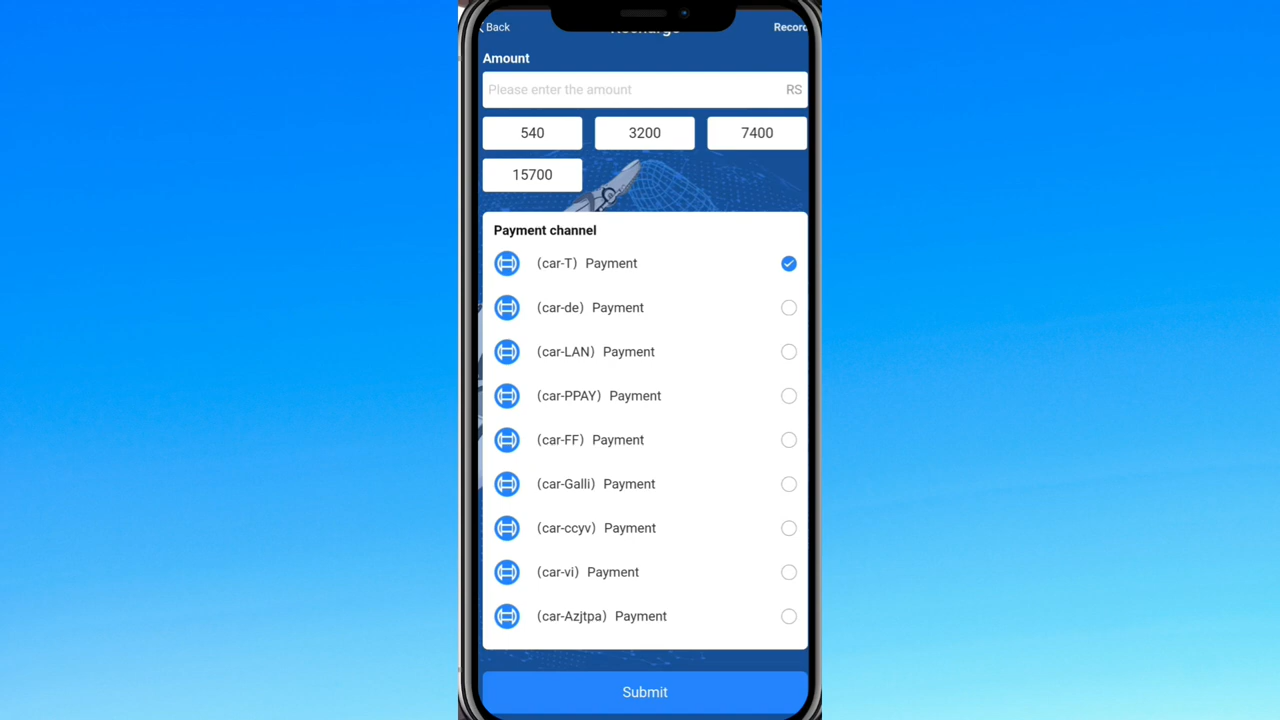 Back
Recharge
Record
Amount
Please enter the amount
RS
540
3200
7400
15700
Payment channel
(car-T) Payment
(car-de) Payment
(car-LAN) Payment
(car-PPAY) Payment
(car-FF) Payment
(car-Galli) Payment
(car-ccyv) Payment
(car-vi) Payment
(car-Azjtpa) Payment
Submit